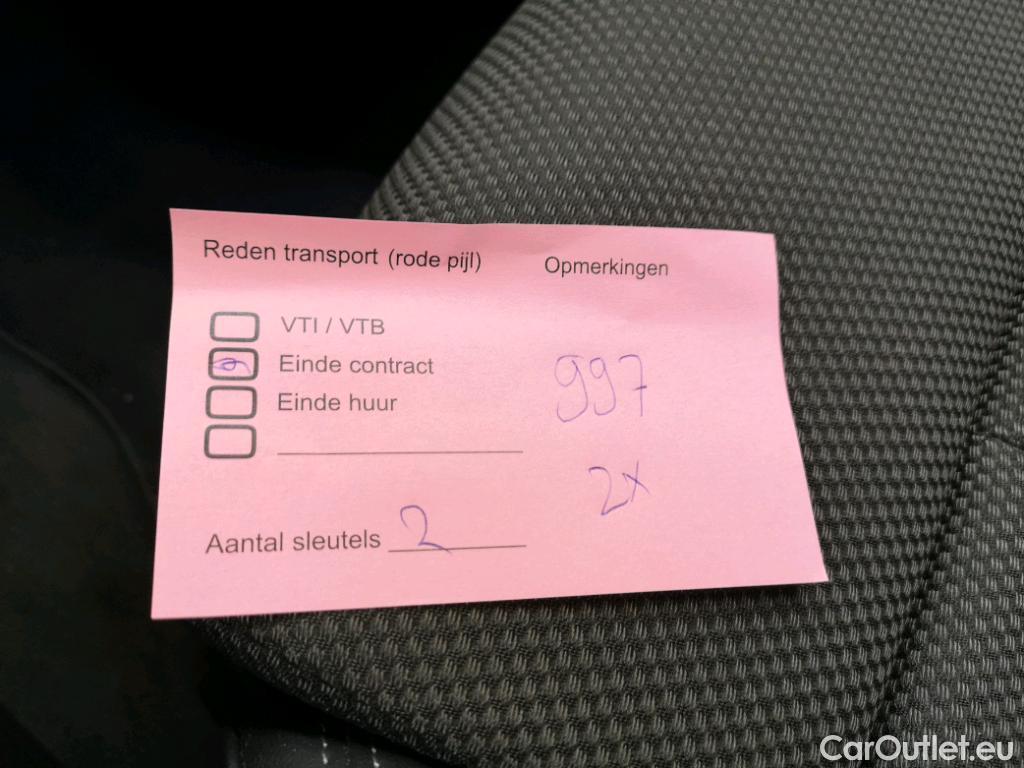 Reden transport (rode pijl)
Opmerkingen
VTI / VTB
Einde contract
Einde huur
997
2x
Aantal sleutels 2
CarOutlet.eu